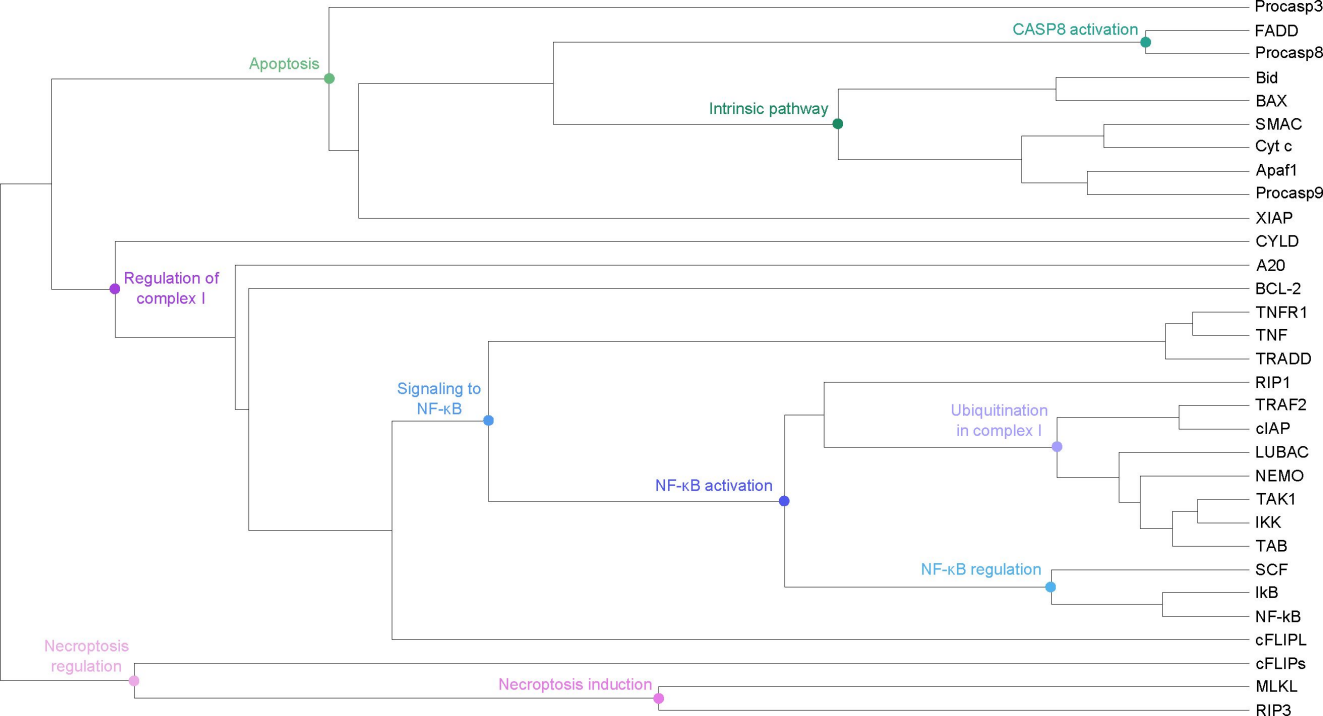 Procasp3
CASP8 activation
FADD
Procasp8
Apoptosis
Bid
BAX
Intrinsic pathway
SMAC
Cyt c
Apaf1
Procasp9
XIAP
CYLD
A20
Regulation of
complex I
BCL-2
TNFR1
TNF
TRADD
RIP1
Signaling to
NF-κB
TRAF2
Ubiquitination
in complex I
cIAP
LUBAC
NEMO
NF-κB activation
TAK1
IKK
TAB
NF-κB regulation
SCF
IkB
NF-kB
cFLIPL
Necroptosis
regulation
cFLIPs
Necroptosis induction
MLKL
RIP3